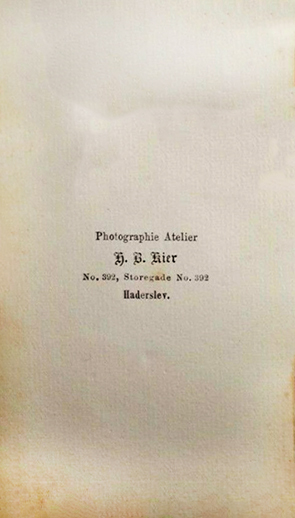 Photographie Atelier
H. B. Kier
No. 392, Storegade No. 392
Haderslev.